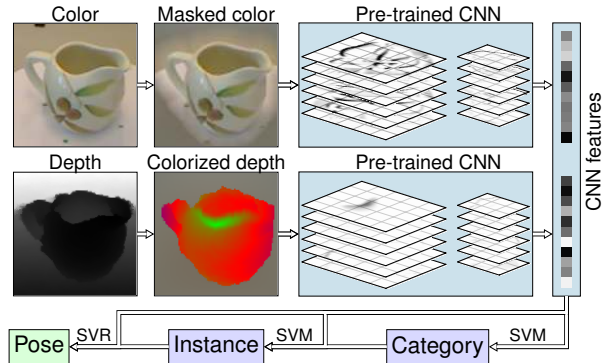 Color
Masked color
Pre-trained CNN
CNN features
Depth
Colorized depth
Pre-trained CNN
Pose
SVR
Instance
SVM
Category
SVM